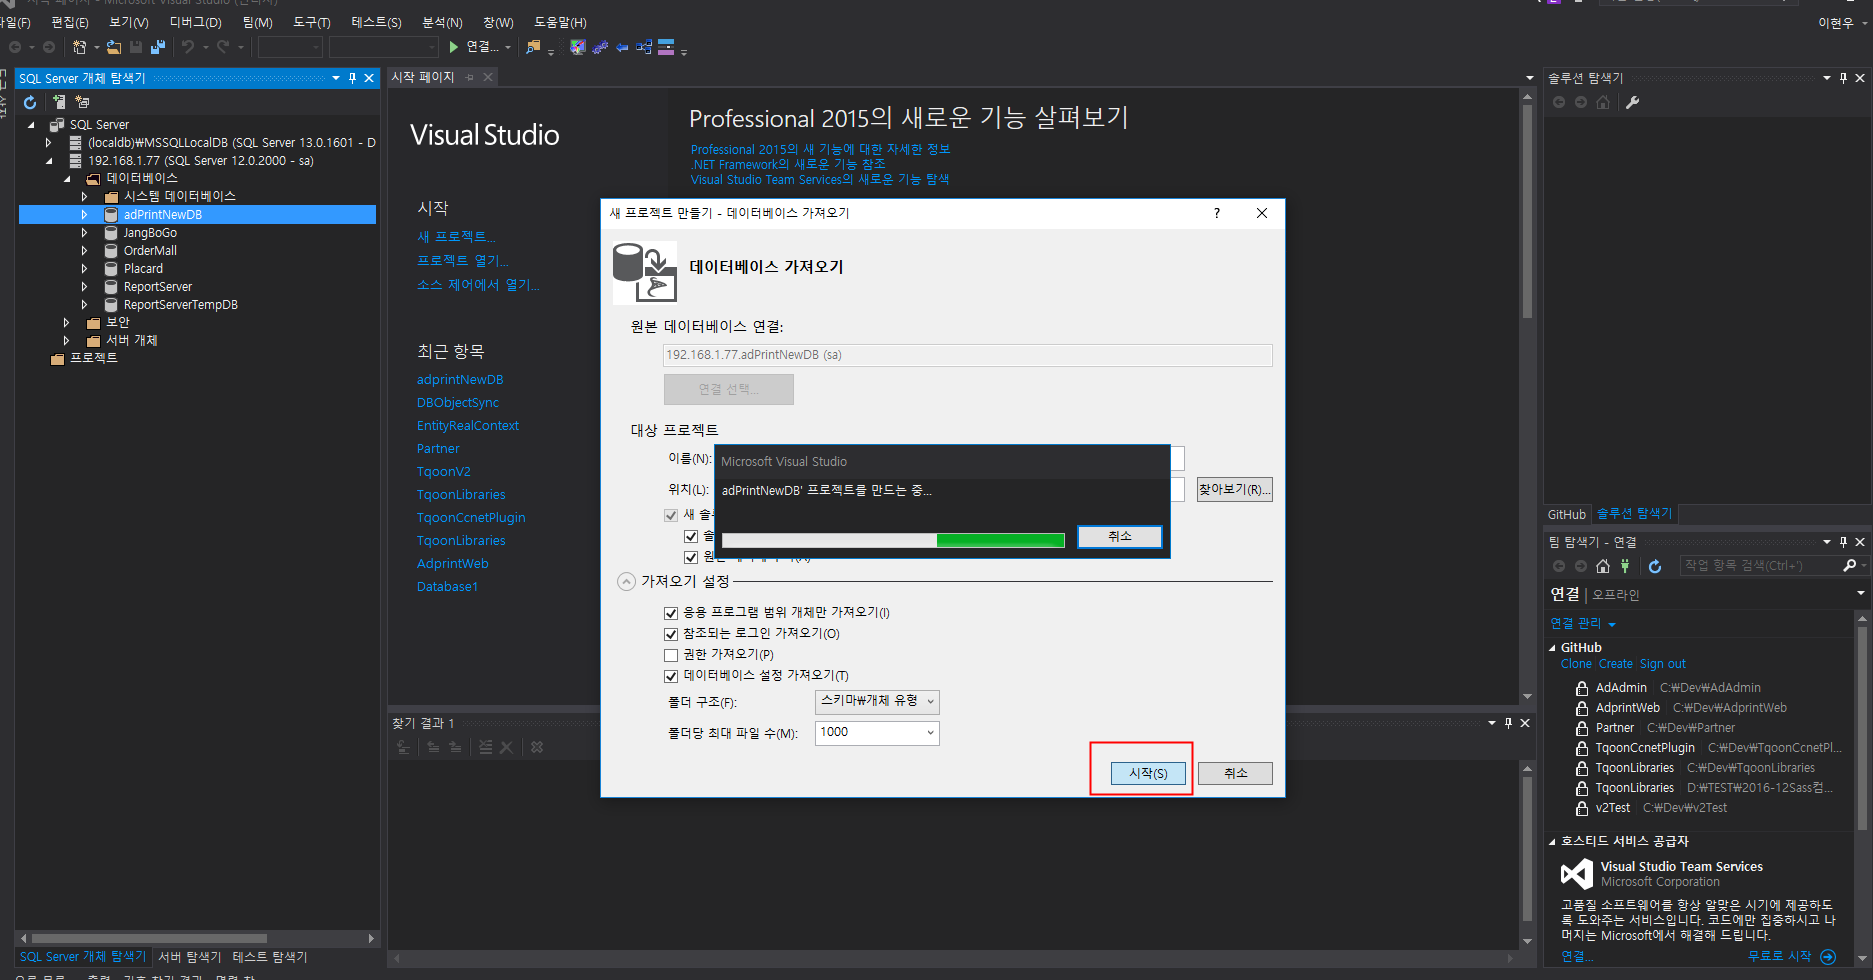 시작 페이지 - Microsoft Visual Studio (관리자)
파일(F) 편집(E) 보기(V) 디버그(D) 팀(M) 도구(T) 테스트(S) 분석(N) 창(W) 도움말(H)
이현우
연결...
SQL Server 개체 탐색기
SQL Server
(localdb)₩MSSQLLocalDB (SQL Server 13.0.1601 - D
192.168.1.77 (SQL Server 12.0.2000 - sa)
데이터베이스
시스템 데이터베이스
adPrintNewDB
JangBoGo
OrderMall
Placard
ReportServer
ReportServerTempDB
보안
서버 개체
프로젝트
SQL Server 개체 탐색기 서버 탐색기 테스트 탐색기
시작 페이지
Visual Studio
Professional 2015의 새로운 기능 살펴보기
Professional 2015의 새 기능에 대한 자세한 정보
.NET Framework의 새로운 기능 참조
Visual Studio Team Services의 새로운 기능 탐색
시작
새 프로젝트...
프로젝트 열기...
소스 제어에서 열기...
최근 항목
adprintNewDB
DBObjectSync
EntityRealContext
Partner
TqoonV2
TqoonLibraries
TqoonCcnetPlugin
TqoonLibraries
AdprintWeb
Database1
찾기 결과 1
새 프로젝트 만들기 - 데이터베이스 가져오기
?
데이터베이스 가져오기
원본 데이터베이스 연결:
192.168.1.77.adPrintNewDB (sa)
연결 선택...
대상 프로젝트
이름(N):
위치(L):
찾아보기(R)...
새 솔
솔
원
Microsoft Visual Studio
adPrintNewDB' 프로젝트를 만드는 중...
취소
가져오기 설정
응용 프로그램 범위 개체만 가져오기(I)
참조되는 로그인 가져오기(O)
권한 가져오기(P)
데이터베이스 설정 가져오기(T)
폴더 구조(F):
스키마₩개체 유형
폴더당 최대 파일 수(M):
1000
시작(S)
취소
솔루션 탐색기
GitHub 솔루션 탐색기
팀 탐색기 - 연결
작업 항목 검색(Ctrl+')
연결 | 오프라인
연결 관리
GitHub
Clone Create Sign out
AdAdmin C:₩Dev₩AdAdmin
AdprintWeb C:₩Dev₩AdprintWeb
Partner C:₩Dev₩Partner
TqoonCcnetPlugin C:₩Dev₩TqoonCcnetPl...
TqoonLibraries C:₩Dev₩TqoonLibraries
TqoonLibraries D:₩TEST₩2016-12Sass컴...
v2Test C:₩Dev₩v2Test
호스티드 서비스 공급자
Visual Studio Team Services
Microsoft Corporation
고품질 소프트웨어를 항상 알맞은 시기에 제공하도
록 도와주는 서비스입니다. 코드에만 집중하시고 나
머지는 Microsoft에서 해결해 드립니다.
연결...
무료로 시작